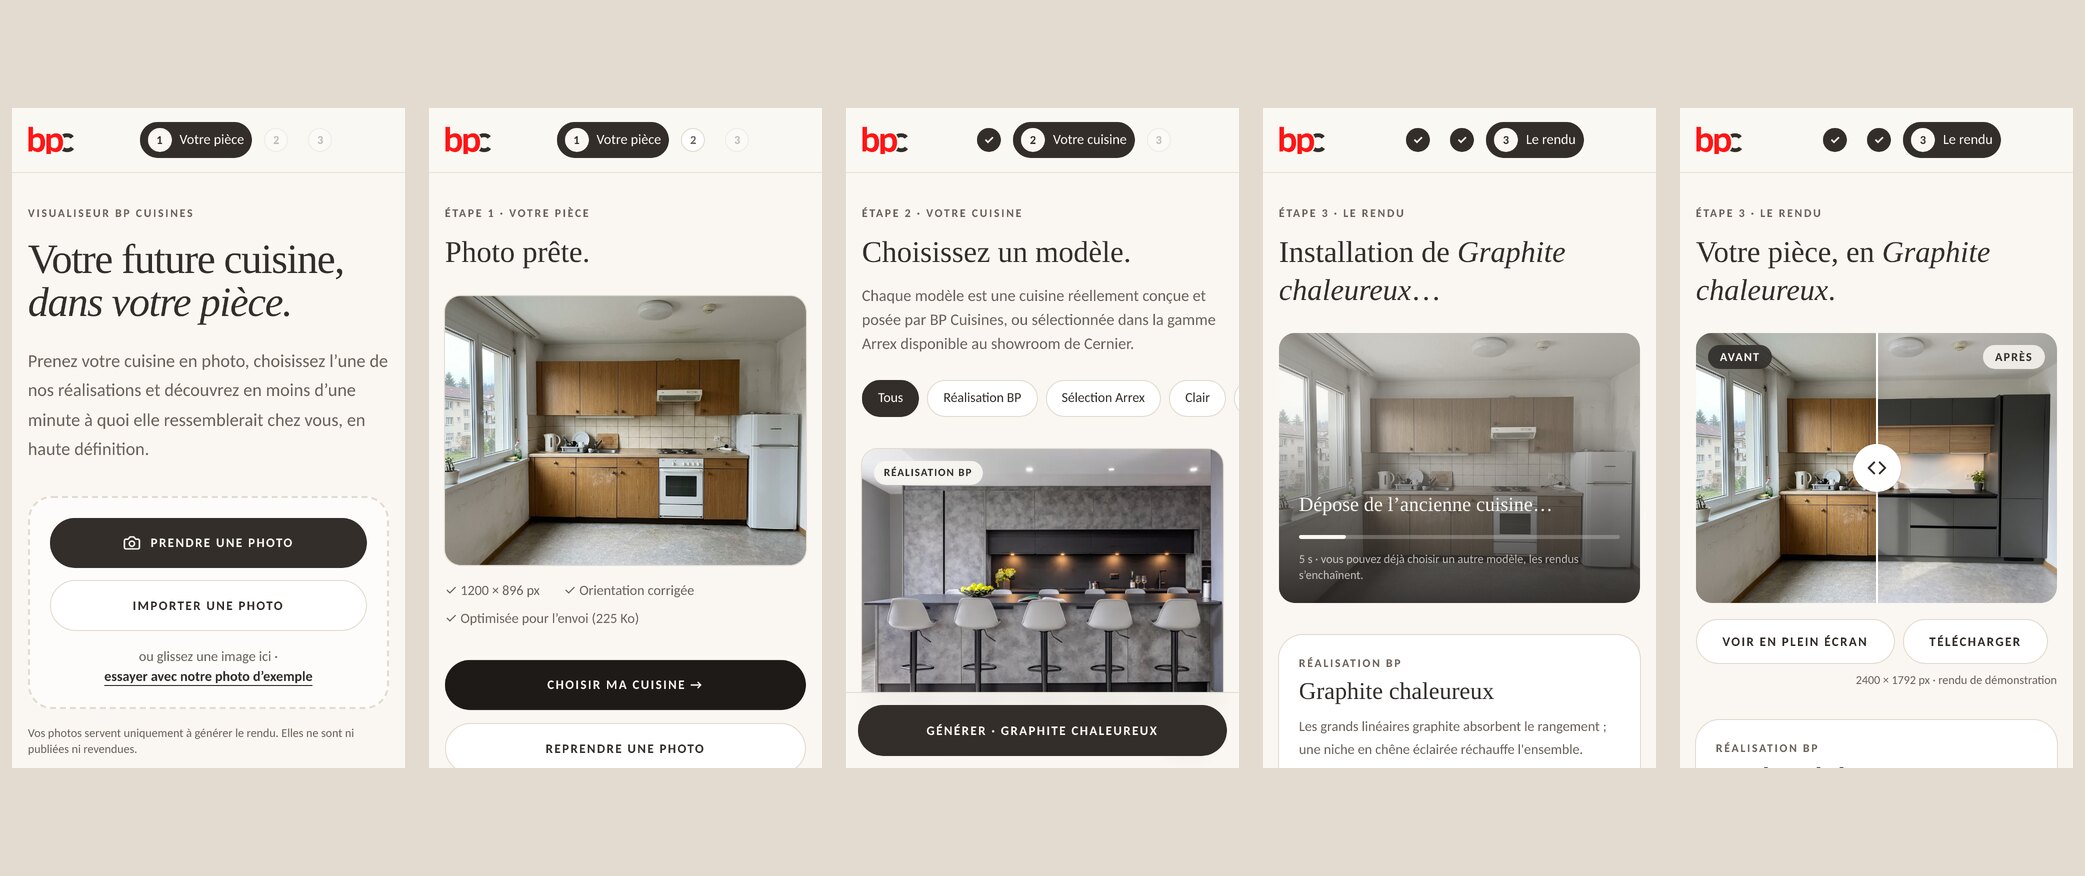 bpc
1 Votre pièce 2 3
VISUALISEUR BP CUISINES
Votre future cuisine,
dans votre pièce.
Prenez votre cuisine en photo, choisissez l’une de
nos réalisations et découvrez en moins d’une
minute à quoi elle ressemblerait chez vous, en
haute définition.
PRENDRE UNE PHOTO
IMPORTER UNE PHOTO
ou glissez une image ici ·
essayer avec notre photo d’exemple
Vos photos servent uniquement à générer le rendu. Elles ne sont ni
publiées ni revendues.
bpc
1 Votre pièce 2 3
ÉTAPE 1 · VOTRE PIÈCE
Photo prête.
✓ 1200 × 896 px ✓ Orientation corrigée
✓ Optimisée pour l’envoi (225 Ko)
CHOISIR MA CUISINE →
REPRENDRE UNE PHOTO
bpc
✓ 2 Votre cuisine 3
ÉTAPE 2 · VOTRE CUISINE
Choisissez un modèle.
Chaque modèle est une cuisine réellement conçue et
posée par BP Cuisines, ou sélectionnée dans la gamme
Arrex disponible au showroom de Cernier.
Tous Réalisation BP Sélection Arrex Clair
RÉALISATION BP
GÉNÉRER · GRAPHITE CHALEUREUX
bpc
✓ ✓ 3 Le rendu
ÉTAPE 3 · LE RENDU
Installation de Graphite
chaleureux…
Dépose de l’ancienne cuisine…
5 s · vous pouvez déjà choisir un autre modèle, les rendus
s’enchaînent.
RÉALISATION BP
Graphite chaleureux
Les grands linéaires graphite absorbent le rangement ;
une niche en chêne éclairée réchauffe l'ensemble.
bpc
✓ ✓ 3 Le rendu
ÉTAPE 3 · LE RENDU
Votre pièce, en Graphite
chaleureux.
AVANT APRÈS
VOIR EN PLEIN ÉCRAN TÉLÉCHARGER
2400 × 1792 px · rendu de démonstration
RÉALISATION BP